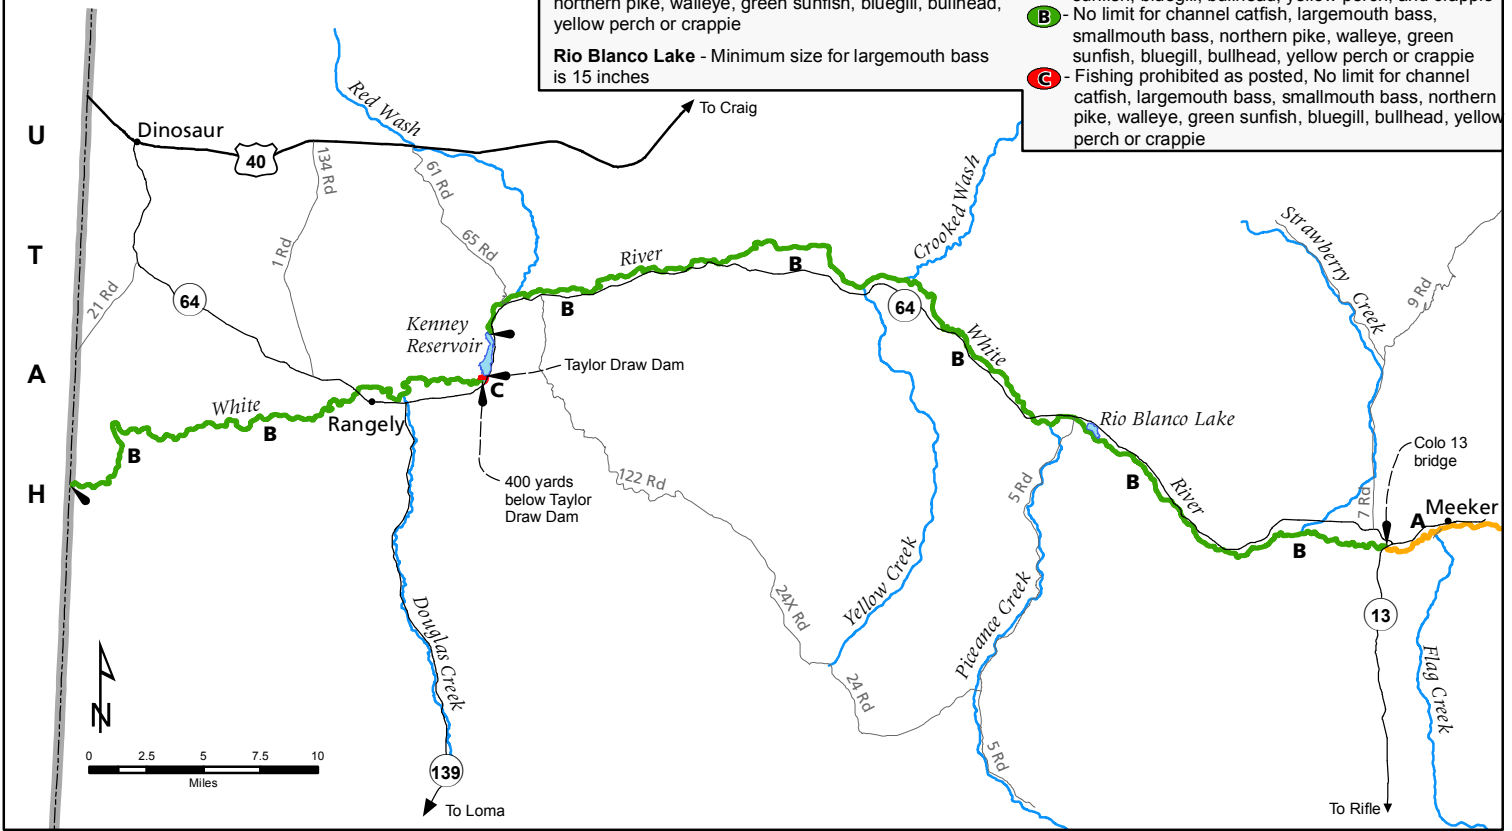 northern pike, walleye, green sunfish, bluegill, bullhead,
yellow perch or crappie
Rio Blanco Lake - Minimum size for largemouth bass
is 15 inches
sunfish, bluegill, bullhead, yellow perch, and crappie
B - No limit for channel catfish, largemouth bass,
smallmouth bass, northern pike, walleye, green
sunfish, bluegill, bullhead, yellow perch or crappie
C - Fishing prohibited as posted, No limit for channel
catfish, largemouth bass, smallmouth bass, northern
pike, walleye, green sunfish, bluegill, bullhead, yellow
perch or crappie
U
T
A
H
Dinosaur
40
Red Wash
To Craig
134 Rd
61 Rd
1 Rd
65 Rd
21 Rd
64
River
B
B
Crooked Wash
64
Strawberry
Creek
9 Rd
Kenney
Reservoir
Taylor Draw Dam
C
White
B
White
B
B
Rangely
400 yards
below Taylor
Draw Dam
122 Rd
Rio Blanco Lake
5 Rd
B
River
Colo 13
bridge
7 Rd
A
Meeker
B
Yellow Creek
24X Rd
Piceance Creek
13
Douglas Creek
24 Rd
Flag Creek
5 Rd
N
0 2.5 5 7.5 10
Miles
139
To Loma
To Rifle